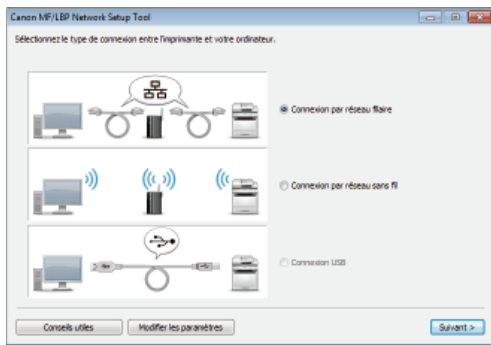 Canon MF/LBP Network Setup Tool
Sélectionnez le type de connexion entre l'imprimante et votre ordinateur.
Connexion par réseau filaire
Connexion par réseau sans fil
Connexion USB
Conseils utiles
Modifier les paramètres
Suivant >